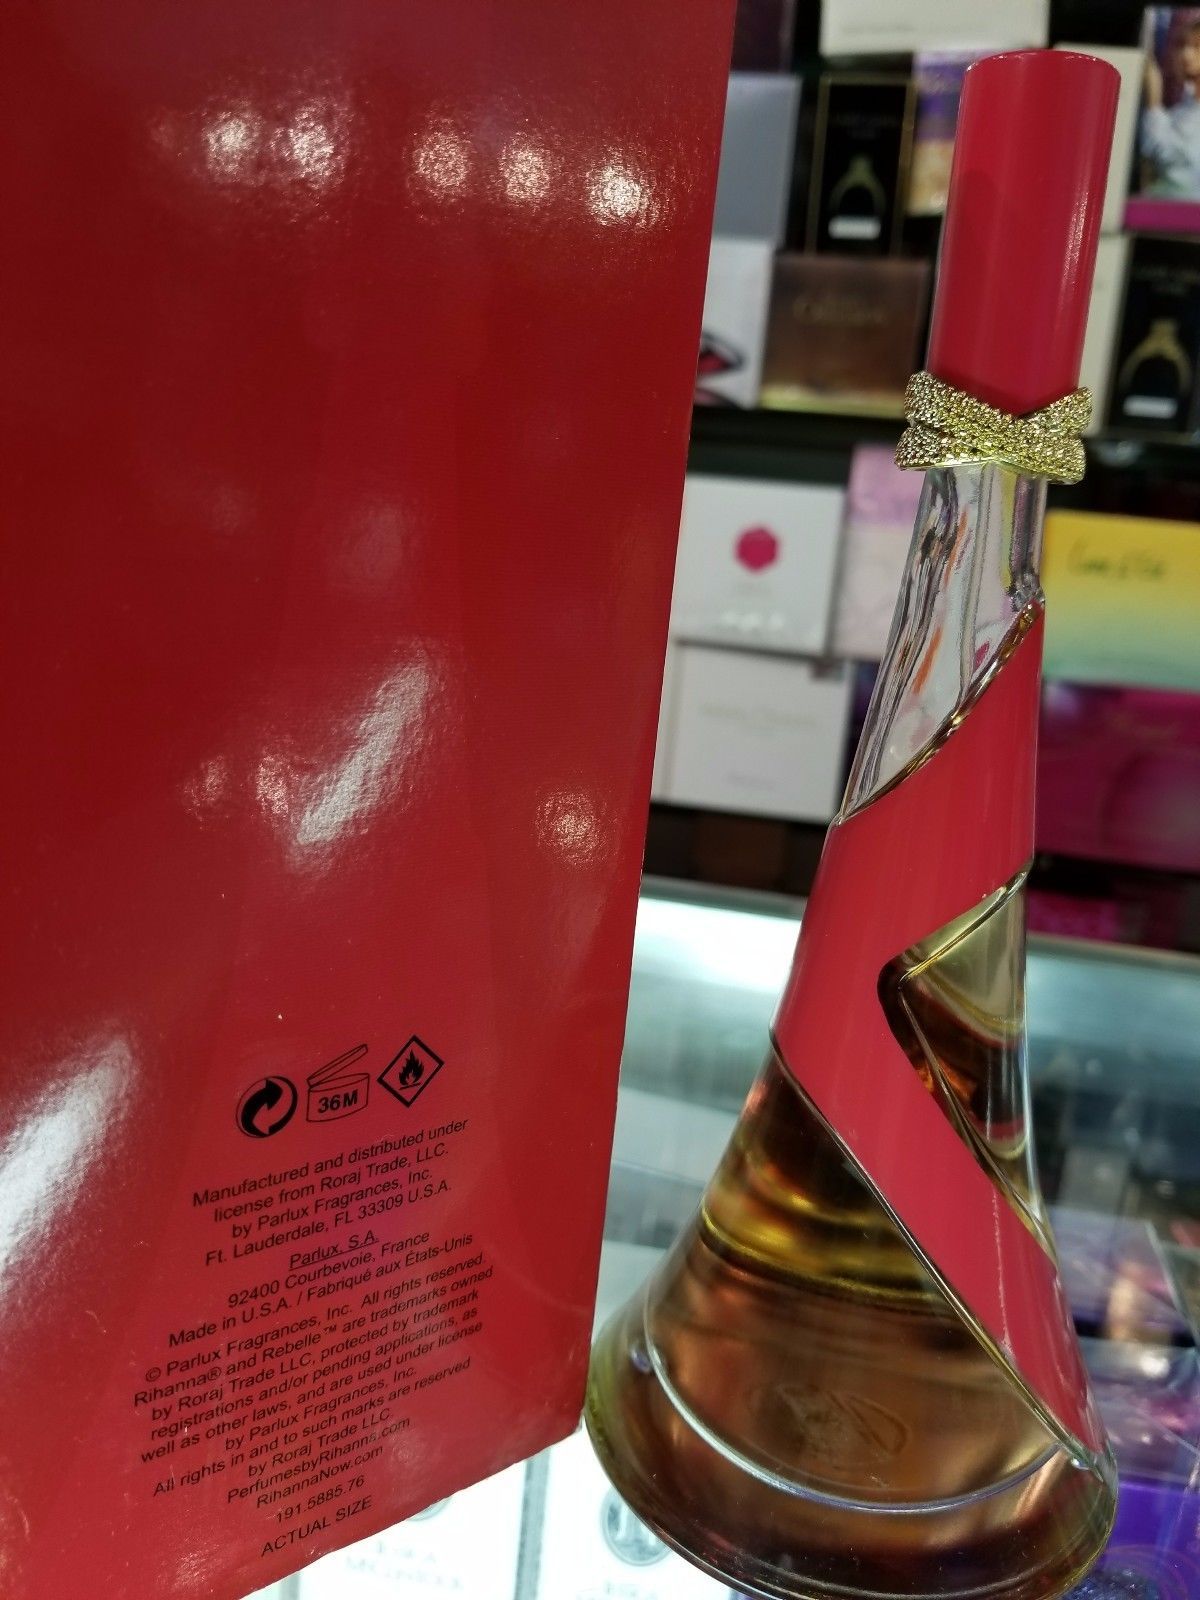 36M
Manufactured and distributed under
license from Roraj Trade, LLC.
by Parlux Fragrances, Inc.
Ft. Lauderdale, FL 33309 U.S.A.
Parlux, S.A.
92400 Courbevoie, France
Made in U.S.A. / Fabriqué aux États-Unis
© Parlux Fragrances, Inc. All rights reserved.
Rihanna® and Rebelle™ are trademarks owned
by Roraj Trade LLC, protected by trademark
registrations and/or pending applications, as
well as other laws, and are used under license
by Parlux Fragrances, Inc.
All rights in and to such marks are reserved
by Roraj Trade LLC.
PerfumesbyRihanna.com
RihannaNow.com
191.5885.76
ACTUAL SIZE